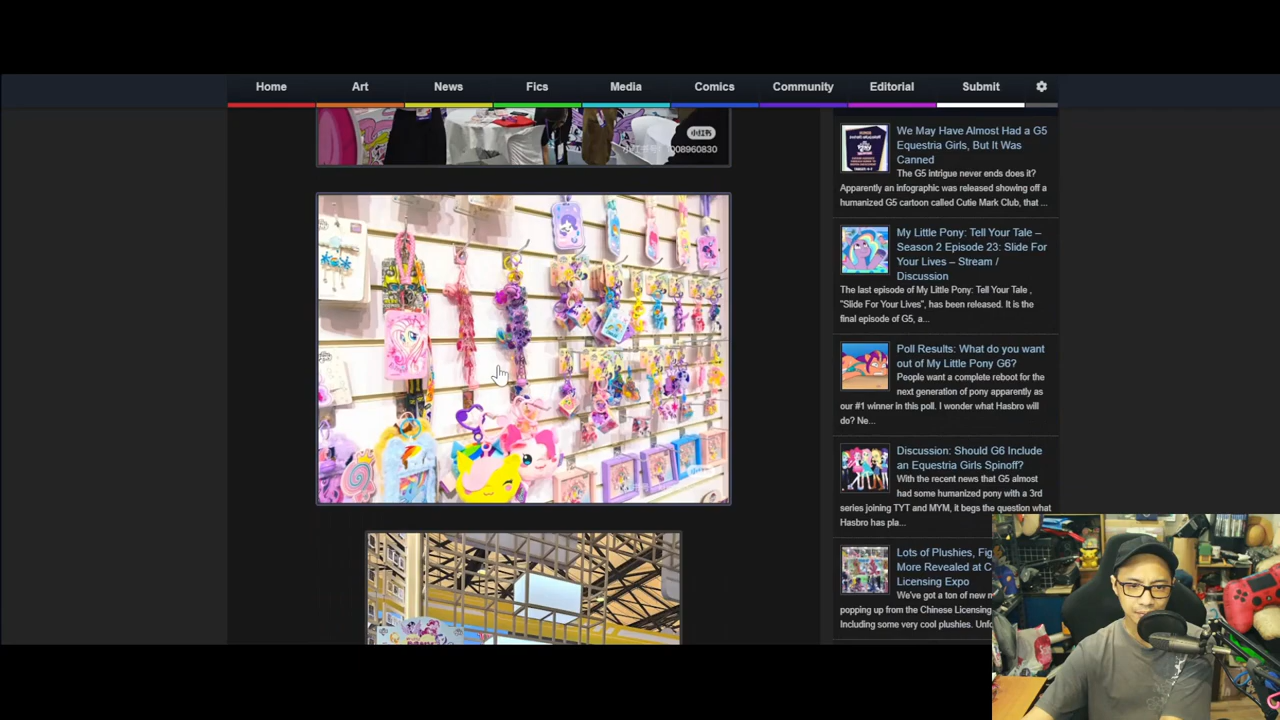 Home
Art
News
Fics
Media
Comics
Community
Editorial
Submit
小红书
We May Have Almost Had a G5
Equestria Girls, But It Was
Canned
The G5 intrigue never ends does it?
Apparently an infographic was released showing off a
humanized G5 cartoon called Cutie Mark Club, that ...
My Little Pony: Tell Your Tale –
Season 2 Episode 23: Slide For
Your Lives – Stream /
Discussion
The last episode of My Little Pony: Tell Your Tale ,
"Slide For Your Lives", has been released. It is the
final episode of G5, a...
Poll Results: What do you want
out of My Little Pony G6?
People want a complete reboot for the
next generation of pony apparently as
our #1 winner in this poll. I wonder what Hasbro will
do? Ne...
Discussion: Should G6 Include
an Equestria Girls Spinoff?
With the recent news that G5 almost
had some humanized pony with a 3rd
series joining TYT and MYM, it begs the question what
Hasbro has pla...
Lots of Plushies, Fig
More Revealed at C
Licensing Expo
We've got a ton of new
popping up from the Chinese Licensing
Including some very cool plushies. Unfo